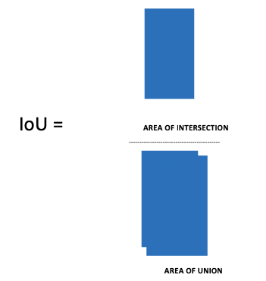 IoU =
AREA OF INTERSECTION
AREA OF UNION